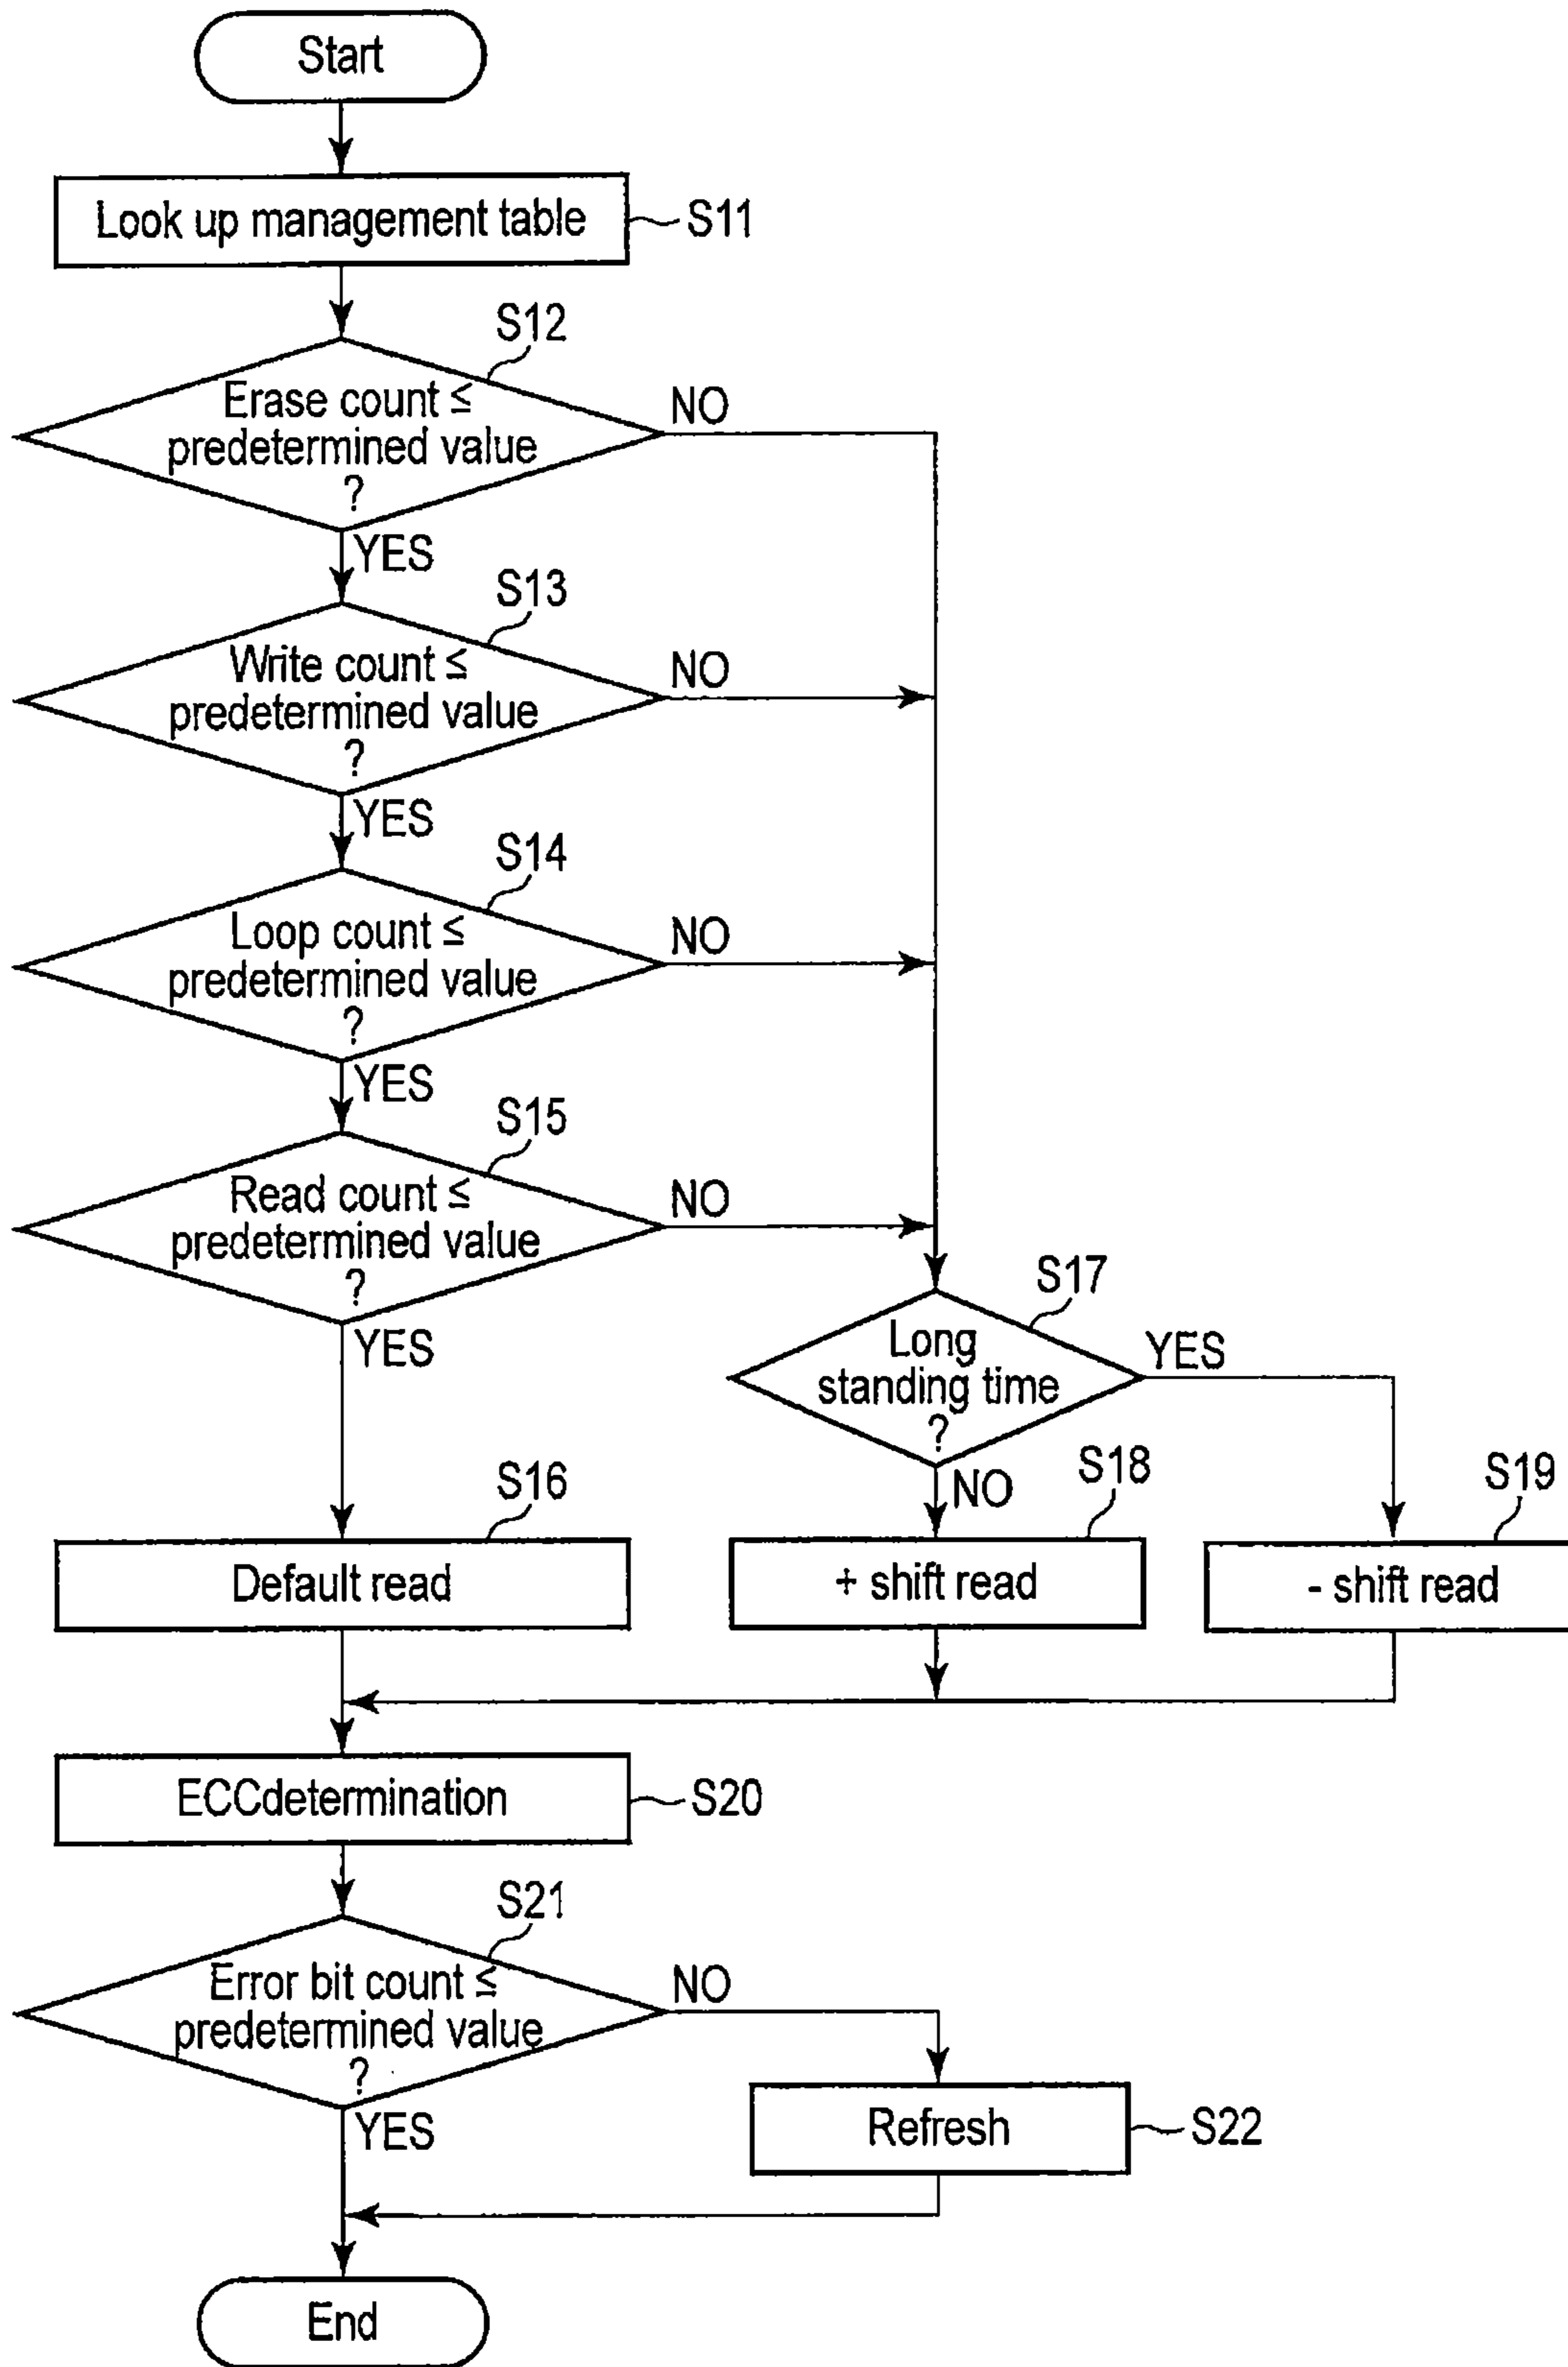 Start
Look up management table
S11
S12
Erase count ≤
predetermined value
?
NO
YES
S13
Write count ≤
predetermined value
?
NO
YES
S14
Loop count ≤
predetermined value
?
NO
YES
S15
Read count ≤
predetermined value
?
NO
YES
S17
Long
standing time
?
YES
NO
S16
Default read
S18
+ shift read
S19
- shift read
ECCdetermination
S20
S21
Error bit count ≤
predetermined value
?
NO
YES
Refresh
S22
End